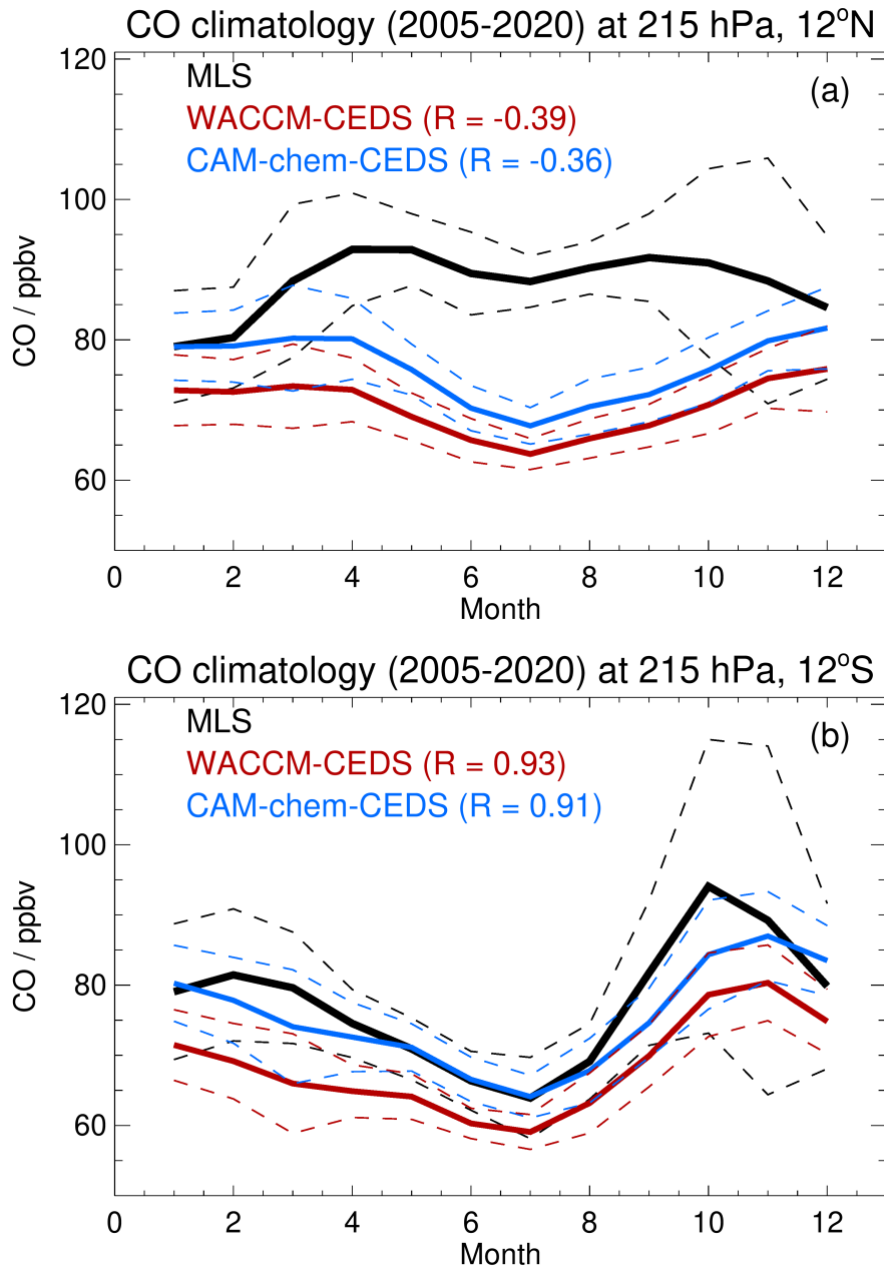 CO climatology (2005-2020) at 215 hPa, 12°N
120
MLS
(a)
WACCM-CEDS (R = -0.39)
CAM-chem-CEDS (R = -0.36)
100
CO / ppbv
80
60
0 2 4 6 8 10 12
Month
CO climatology (2005-2020) at 215 hPa, 12°S
120
MLS
(b)
WACCM-CEDS (R = 0.93)
CAM-chem-CEDS (R = 0.91)
100
CO / ppbv
80
60
0 2 4 6 8 10 12
Month